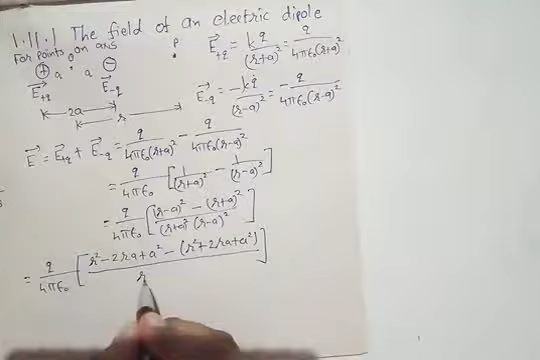 1.11.1 The field of an electric dipole
For points on axis
+ a o a - P
E⃗+q E⃗-q
2a
r
E⃗+q = kq/(r+a)² = q/4πε₀(r+a)²
E⃗-q = -kq/(r-a)² = -q/4πε₀(r-a)²
E⃗ = E⃗+q + E⃗-q = q/4πε₀(r+a)² - q/4πε₀(r-a)²
= q/4πε₀ [1/(r+a)² - 1/(r-a)²]
= q/4πε₀ [(r-a)² - (r+a)²/(r+a)² (r-a)²]
= q/4πε₀ [r² - 2ra + a² - (r² + 2ra + a²)/r]